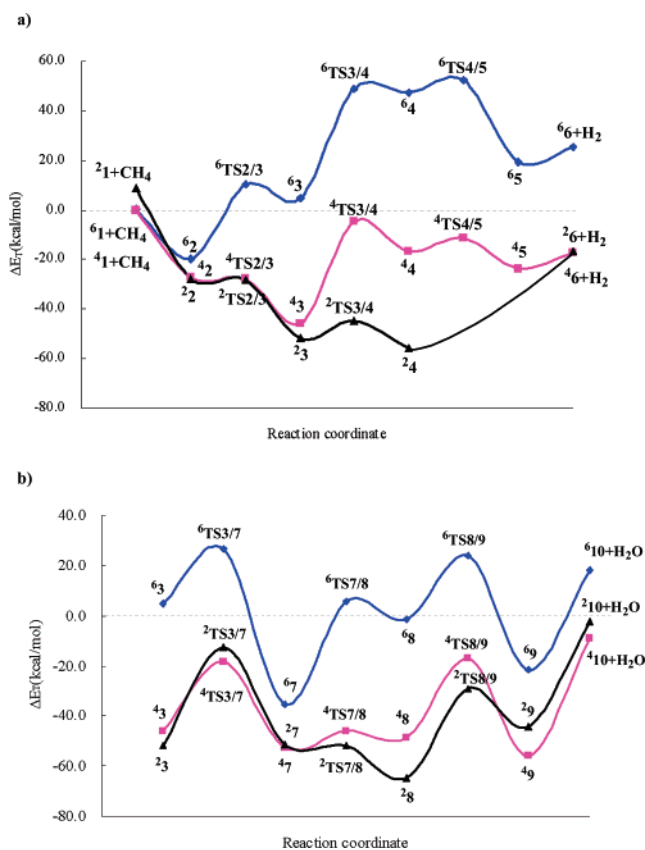 a)
60.0
40.0
20.0
0.0
-20.0
-40.0
-60.0
-80.0
ΔE_T(kcal/mol)
²1+CH₄
⁶1+CH₄
⁴1+CH₄
⁶2
⁴2
²2
⁶TS2/3
⁴TS2/3
²TS2/3
⁶3
⁴3
²3
⁶TS3/4
⁴TS3/4
²TS3/4
⁶4
⁴4
²4
⁶TS4/5
⁴TS4/5
⁶5
⁴5
⁶6+H₂
²6+H₂
⁴6+H₂
Reaction coordinate
b)
40.0
20.0
0.0
-20.0
-40.0
-60.0
-80.0
ΔE_T(kcal/mol)
⁶3
⁴3
²3
⁶TS3/7
²TS3/7
⁴TS3/7
⁶7
²7
⁴7
⁶TS7/8
⁴TS7/8
²TS7/8
⁶8
⁴8
²8
⁶TS8/9
⁴TS8/9
²TS8/9
⁶9
²9
⁴9
⁶10+H₂O
²10+H₂O
⁴10+H₂O
Reaction coordinate